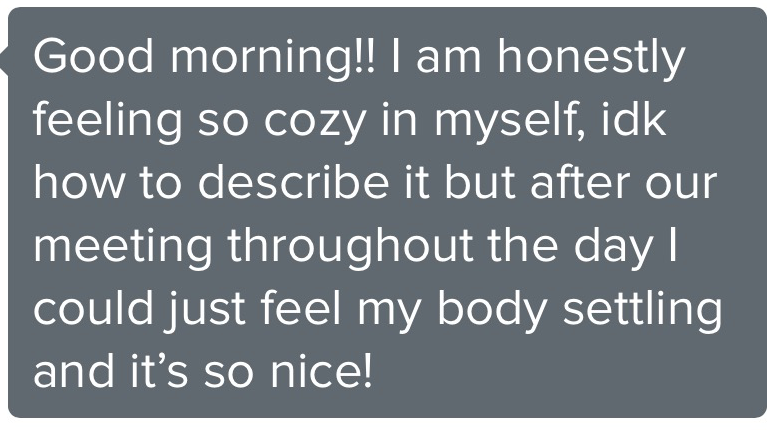 Good morning!! I am honestly
feeling so cozy in myself, idk
how to describe it but after our
meeting throughout the day I
could just feel my body settling
and it’s so nice!